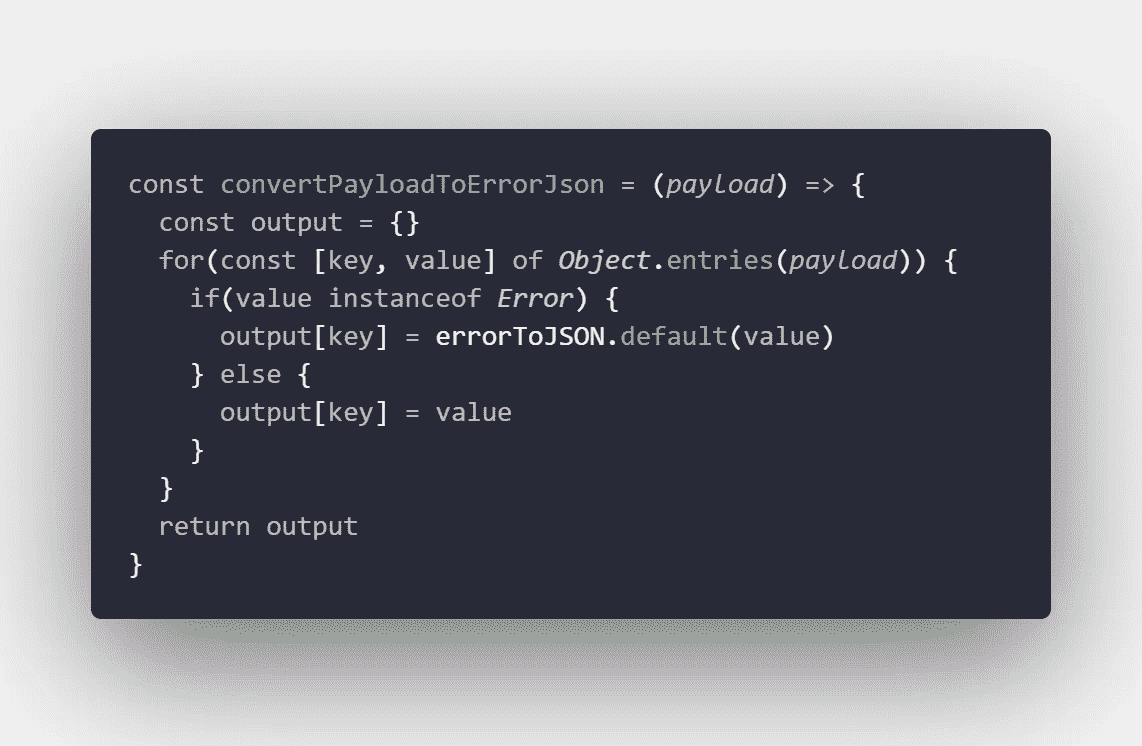 const convertPayloadToErrorJson = (payload) => {
  const output = {}
  for(const [key, value] of Object.entries(payload)) {
    if(value instanceof Error) {
      output[key] = errorToJSON.default(value)
    } else {
      output[key] = value
    }
  }
  return output
}